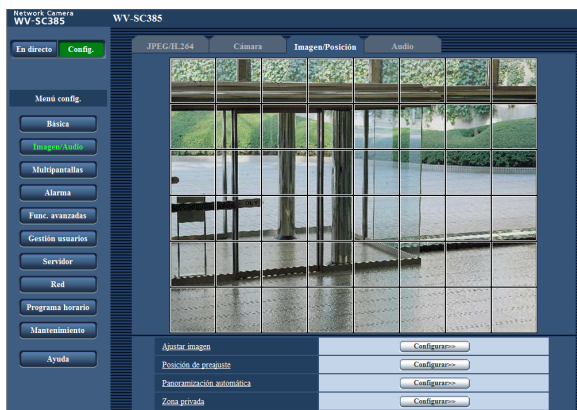 Network Camera
WV-SC385
WV-SC385
En directo
Config.
JPEG/H.264
Cámara
Imagen/Posición
Audio
Menú config.
Básica
Imagen/Audio
Multipantallas
Alarma
Func. avanzadas
Gestión usuarios
Servidor
Red
Programa horario
Mantenimiento
Ayuda
Ajustar imagen
Configurar>>
Posición de preajuste
Configurar>>
Panoramización automática
Configurar>>
Zona privada
Configurar>>